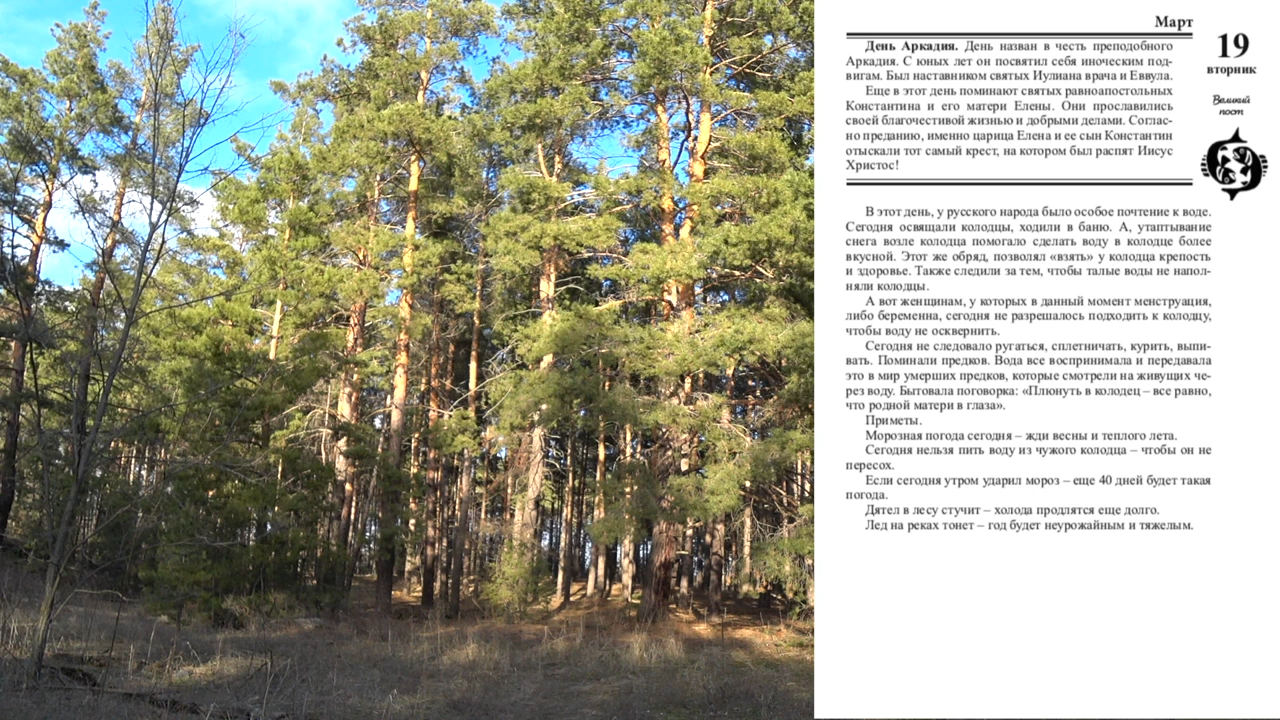 Март
19
вторник
Великий
пост
День Аркадия. День назван в честь преподобного
Аркадия. С юных лет он посвятил себя иноческим под-
вигам. Был наставником святых Иулиана врача и Еввула.
Еще в этот день поминают святых равноапостольных
Константина и его матери Елены. Они прославились
своей благочестивой жизнью и добрыми делами. Соглас-
но преданию, именно царица Елена и ее сын Константин
отыскали тот самый крест, на котором был распят Иисус
Христос!
В этот день, у русского народа было особое почтение к воде.
Сегодня освящали колодцы, ходили в баню. А, утаптывание
снега возле колодца помогало сделать воду в колодце более
вкусной. Этот же обряд, позволял «взять» у колодца крепость
и здоровье. Также следили за тем, чтобы талые воды не напол-
няли колодцы.
А вот женщинам, у которых в данный момент менструация,
либо беременна, сегодня не разрешалось подходить к колодцу,
чтобы воду не осквернить.
Сегодня не следовало ругаться, сплетничать, курить, выпи-
вать. Поминали предков. Вода все воспринимала и передавала
это в мир умерших предков, которые смотрели на живущих че-
рез воду. Бытовала поговорка: «Плюнуть в колодец – все равно,
что родной матери в глаза».
Приметы.
Морозная погода сегодня – жди весны и теплого лета.
Сегодня нельзя пить воду из чужого колодца – чтобы он не
пересох.
Если сегодня утром ударил мороз – еще 40 дней будет такая
погода.
Дятел в лесу стучит – холода продлятся еще долго.
Лед на реках тонет – год будет неурожайным и тяжелым.